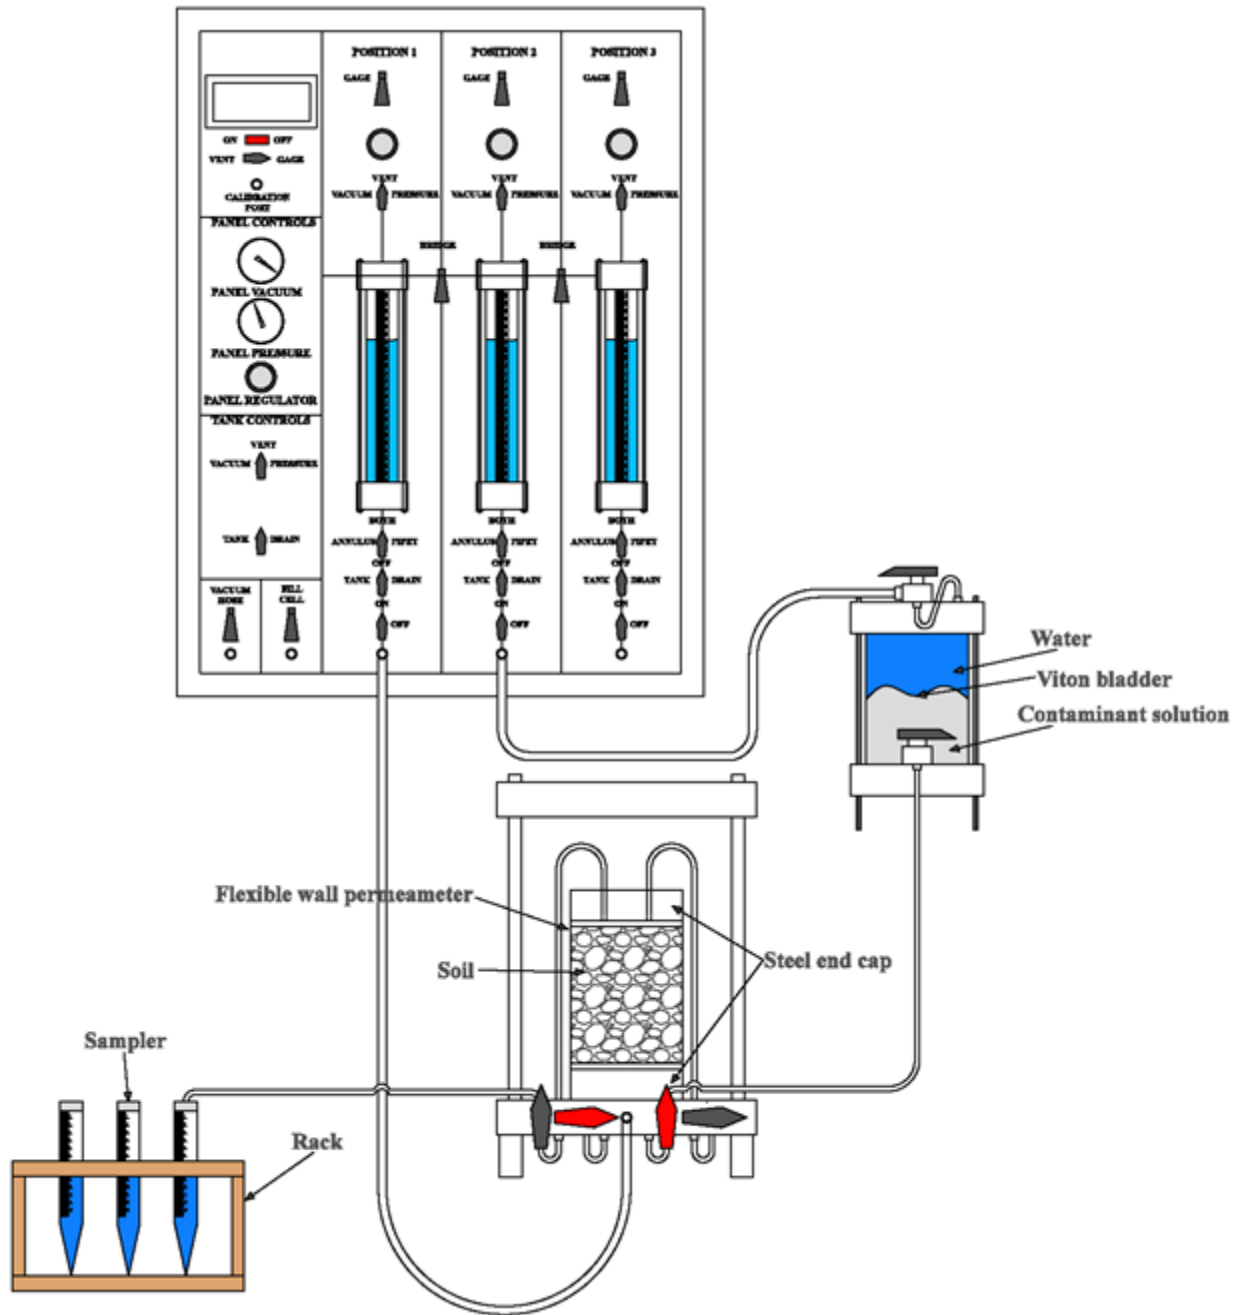 POSITION 1
GAGE
POSITION 2
GAGE
POSITION 3
GAGE
ON OFF
VENT GAGE
CALIBRATION
PORT
PANEL CONTROLS
PANEL VACUUM
PANEL PRESSURE
PANEL REGULATOR
TANK CONTROLS
VENT
VACUUM PRESSURE
TANK DRAIN
VACUUM
HOSE
FILL
CELL
VENT
VACUUM PRESSURE
VENT
VACUUM PRESSURE
VENT
VACUUM PRESSURE
BRIDGE
BRIDGE
BOTH
ANNULUS PIPET
OFF
TANK DRAIN
ON
OFF
BOTH
ANNULUS PIPET
OFF
TANK DRAIN
ON
OFF
BOTH
ANNULUS PIPET
OFF
TANK DRAIN
ON
OFF
Water
Viton bladder
Contaminant solution
Flexible wall permeameter
Soil
Steel end cap
Sampler
Rack